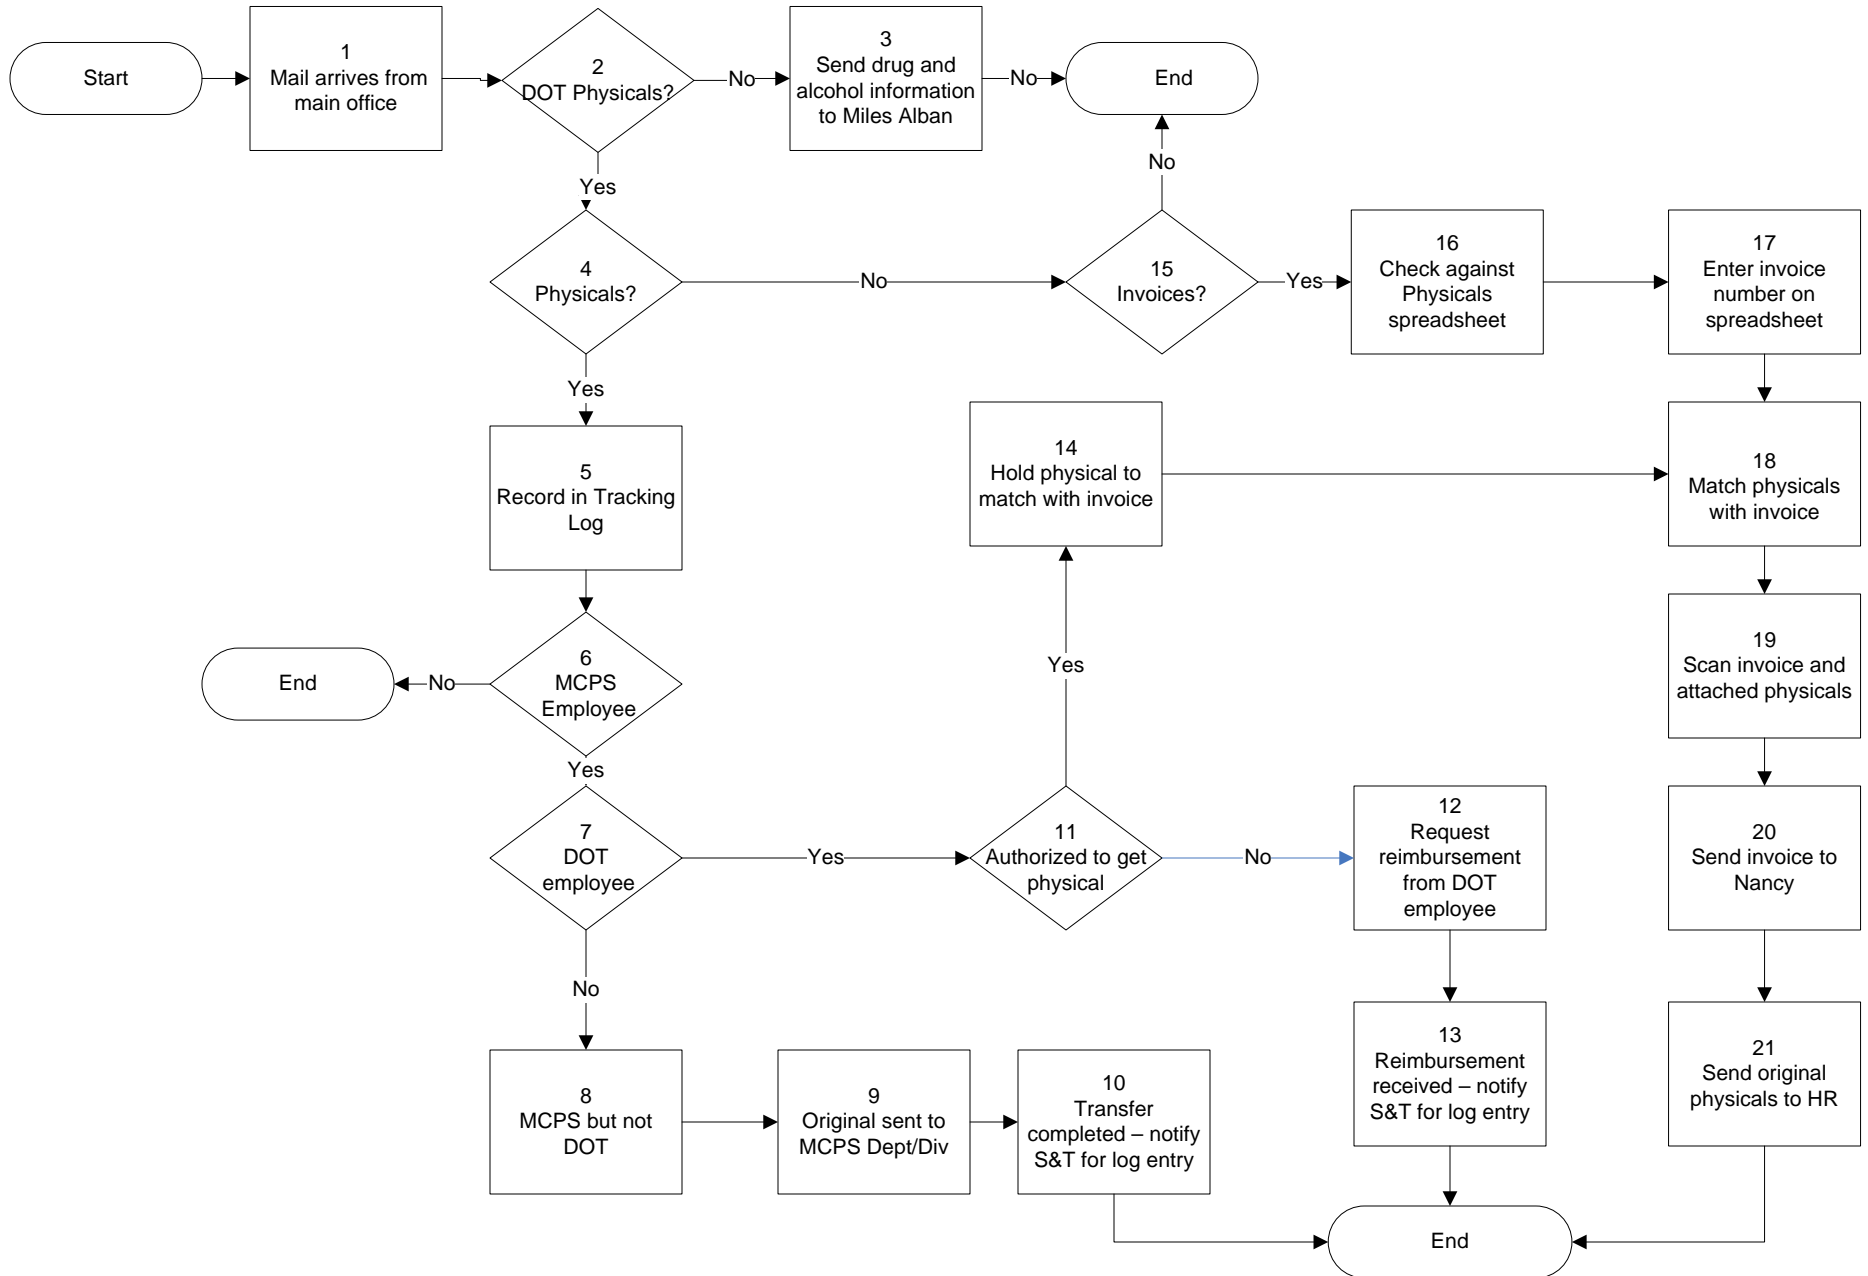 Start
1
Mail arrives from
main office
2
DOT Physicals?
No
3
Send drug and
alcohol information
to Miles Alban
No
End
Yes
No
4
Physicals?
No
15
Invoices?
Yes
16
Check against
Physicals
spreadsheet
17
Enter invoice
number on
spreadsheet
Yes
5
Record in Tracking
Log
14
Hold physical to
match with invoice
18
Match physicals
with invoice
6
MCPS
Employee
No
End
Yes
Yes
19
Scan invoice and
attached physicals
7
DOT
employee
Yes
11
Authorized to get
physical
No
12
Request
reimbursement
from DOT
employee
20
Send invoice to
Nancy
No
8
MCPS but not
DOT
9
Original sent to
MCPS Dept/Div
10
Transfer
completed – notify
S&T for log entry
13
Reimbursement
received – notify
S&T for log entry
21
Send original
physicals to HR
End